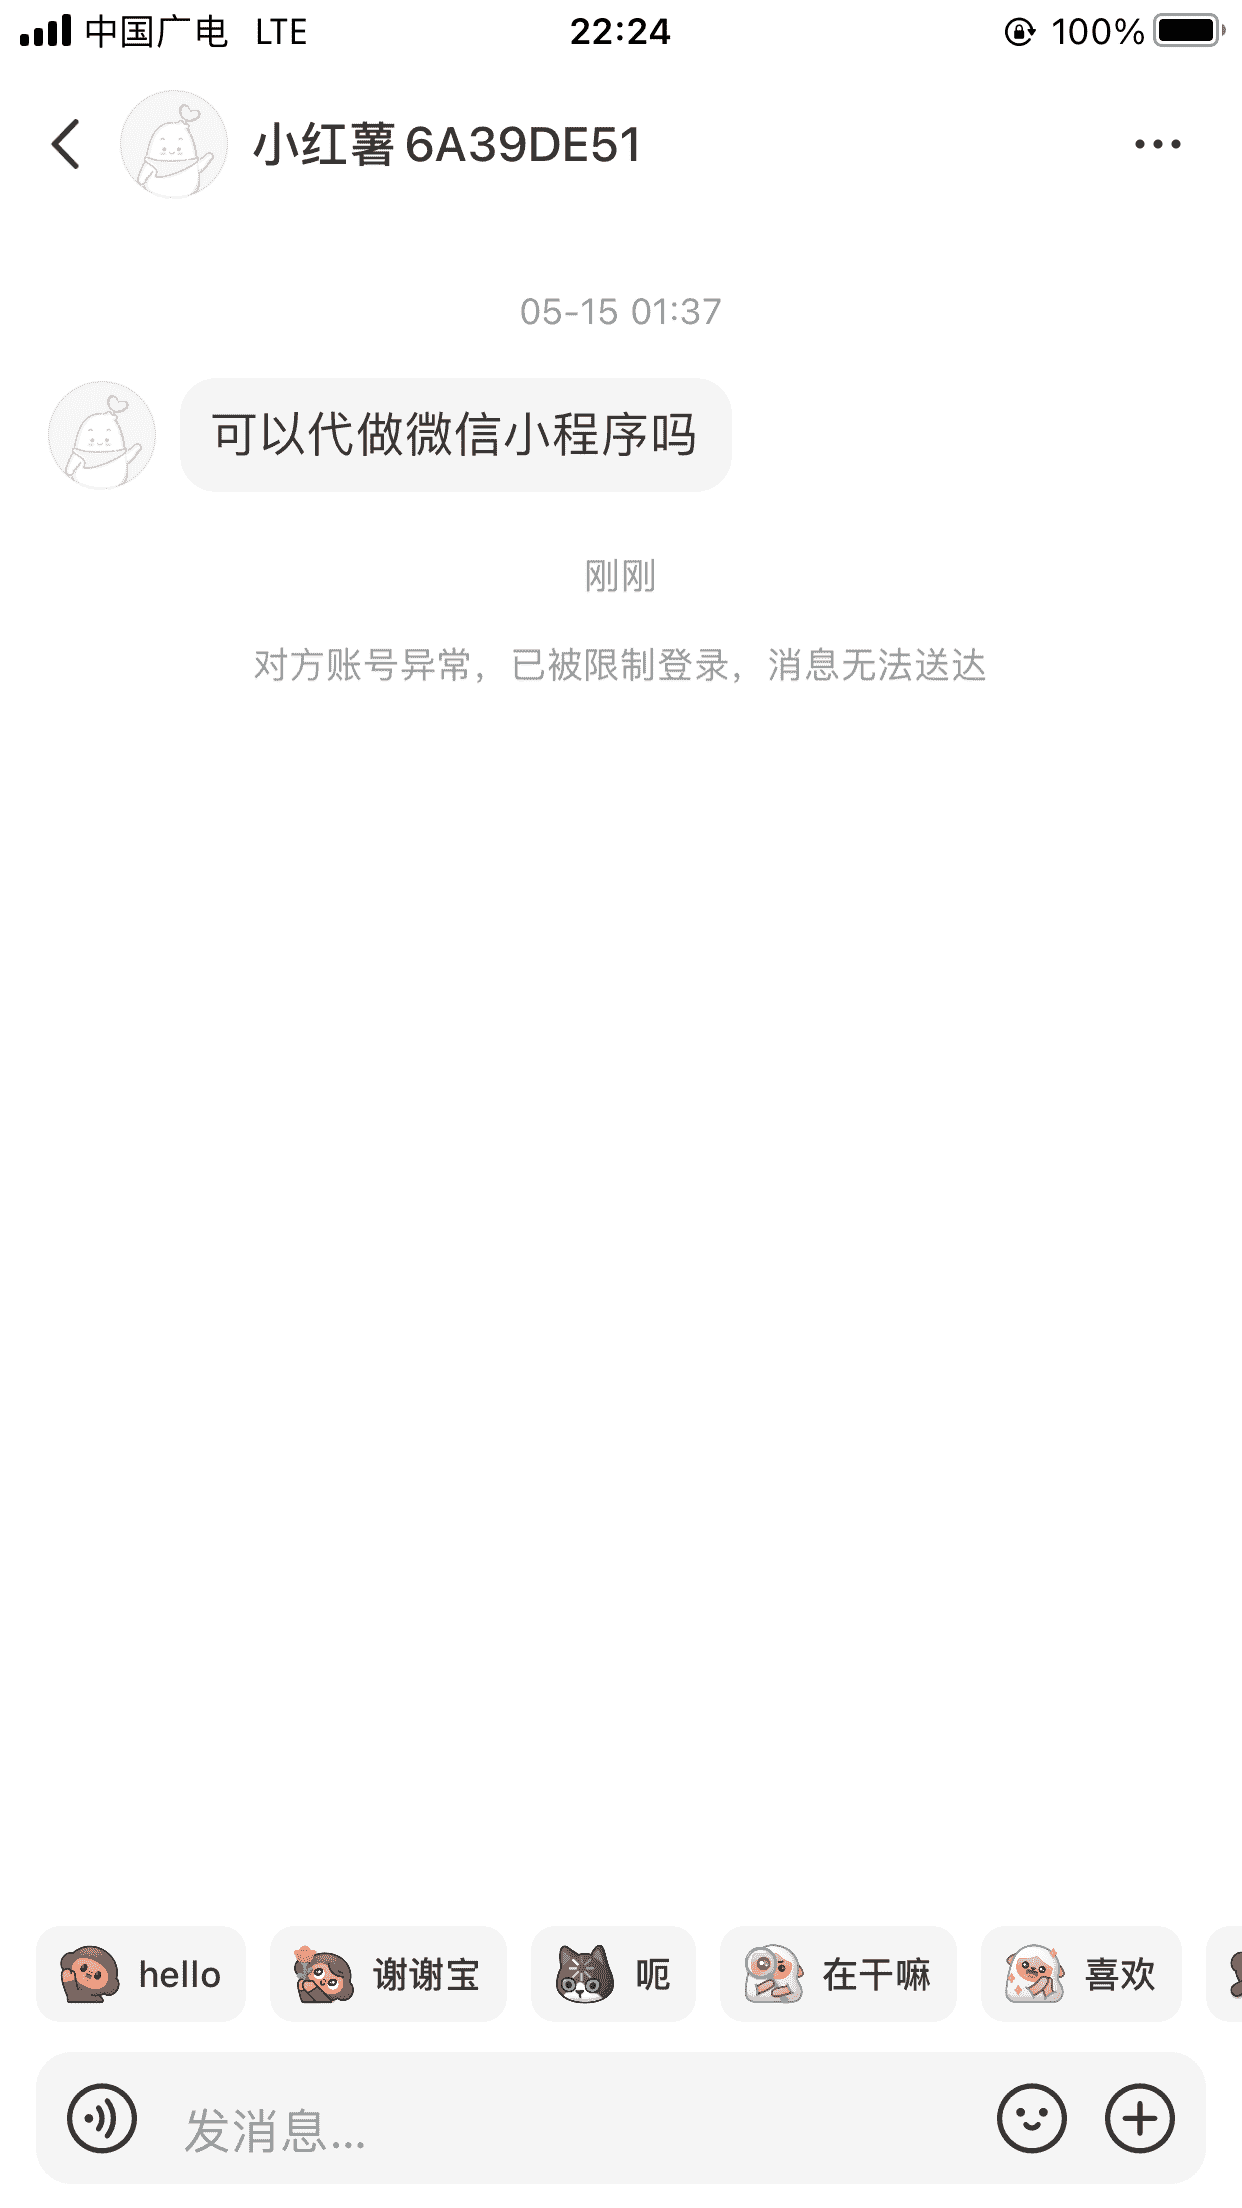 中国广电 LTE 22:24 100%
小红薯6A39DE51
05-15 01:37
可以代做微信小程序吗
刚刚
对方账号异常，已被限制登录，消息无法送达
hello 谢谢宝 呃 在干嘛 喜欢
发消息...